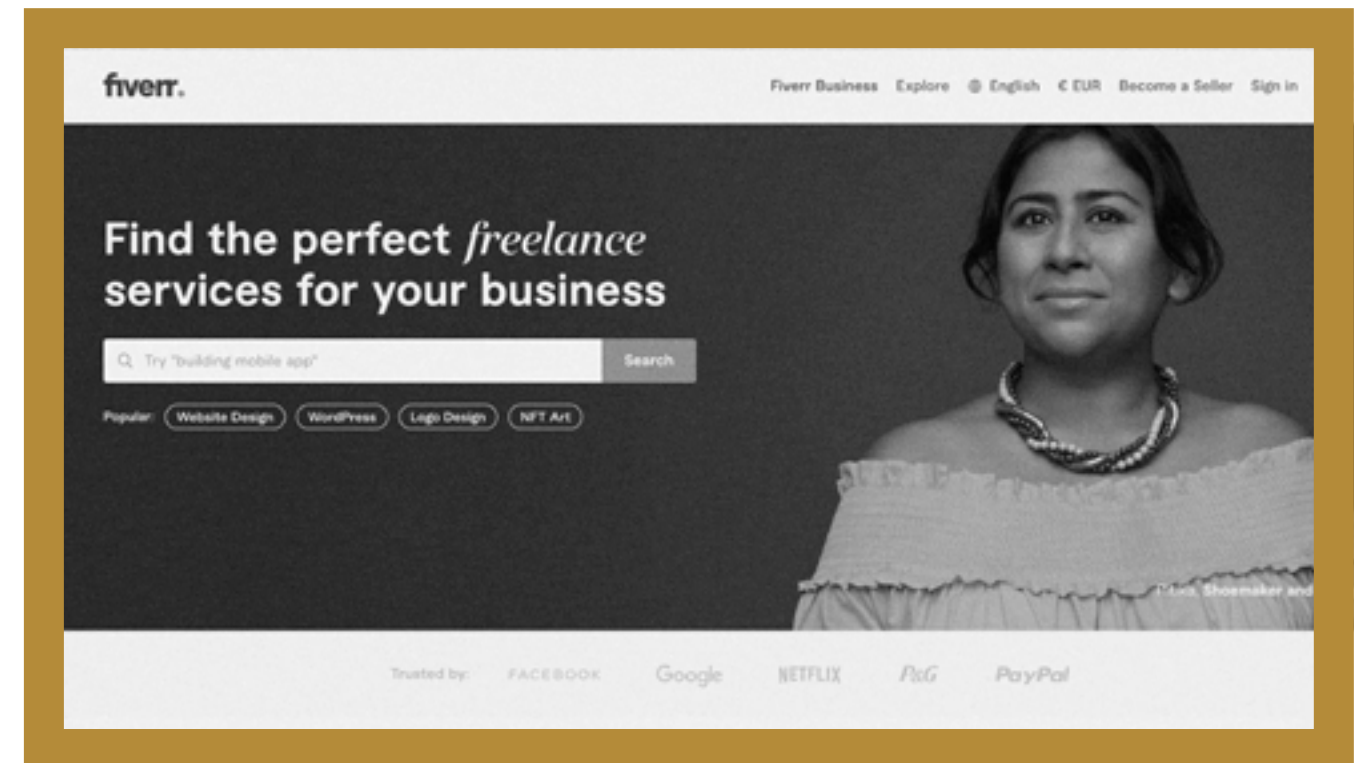 fiverr.
Fiverr Business Explore English € EUR Become a Seller Sign in
Find the perfect freelance
services for your business
Try "building mobile app" Search
Popular: Website Design WordPress Logo Design NFT Art
Shoemaker and
Trusted by: FACEBOOK Google NETFLIX P&G PayPal